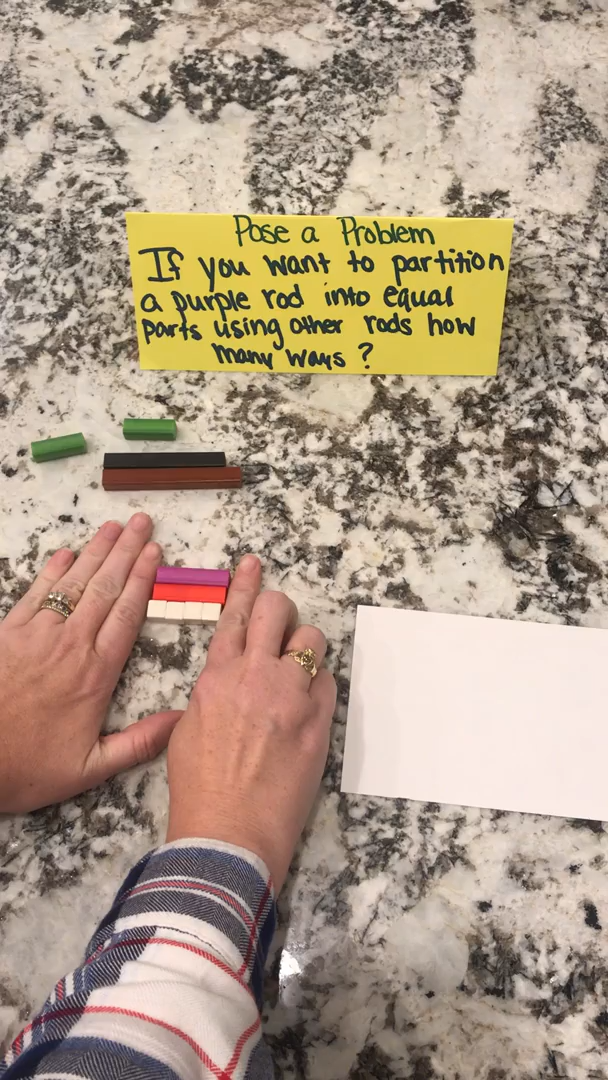 Pose a Problem
If you want to partition
a purple rod into equal
parts using other rods how
many ways ?